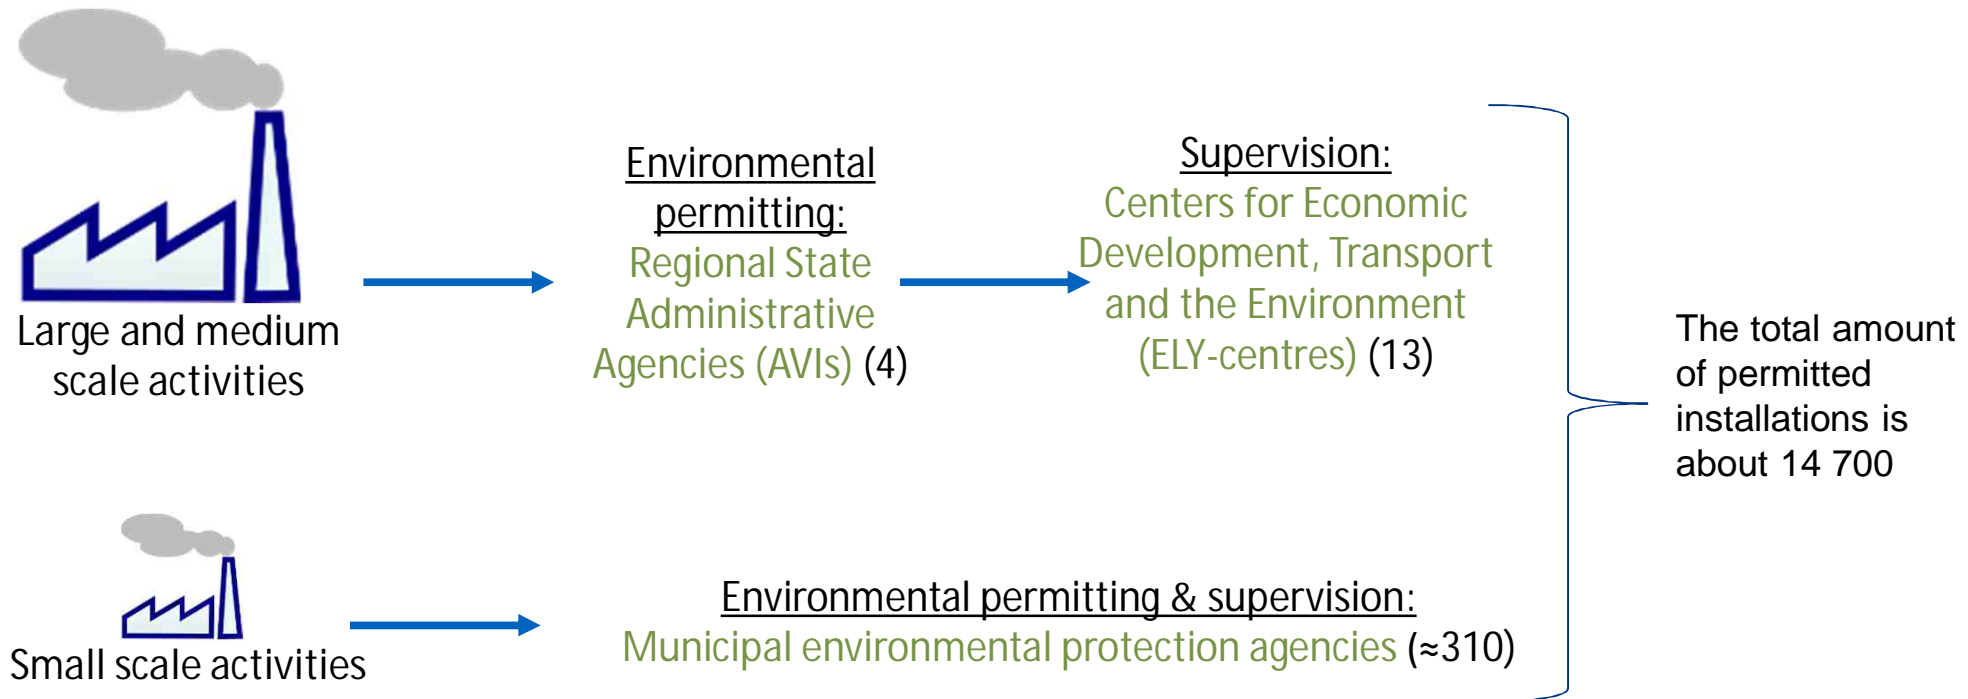 Large and medium
scale activities
Environmental
permitting:
Regional State
Administrative
Agencies (AVIs) (4)
Supervision:
Centers for Economic
Development, Transport
and the Environment
(ELY-centres) (13)
The total amount
of permitted
installations is
about 14 700
Small scale activities
Environmental permitting & supervision:
Municipal environmental protection agencies (≈310)